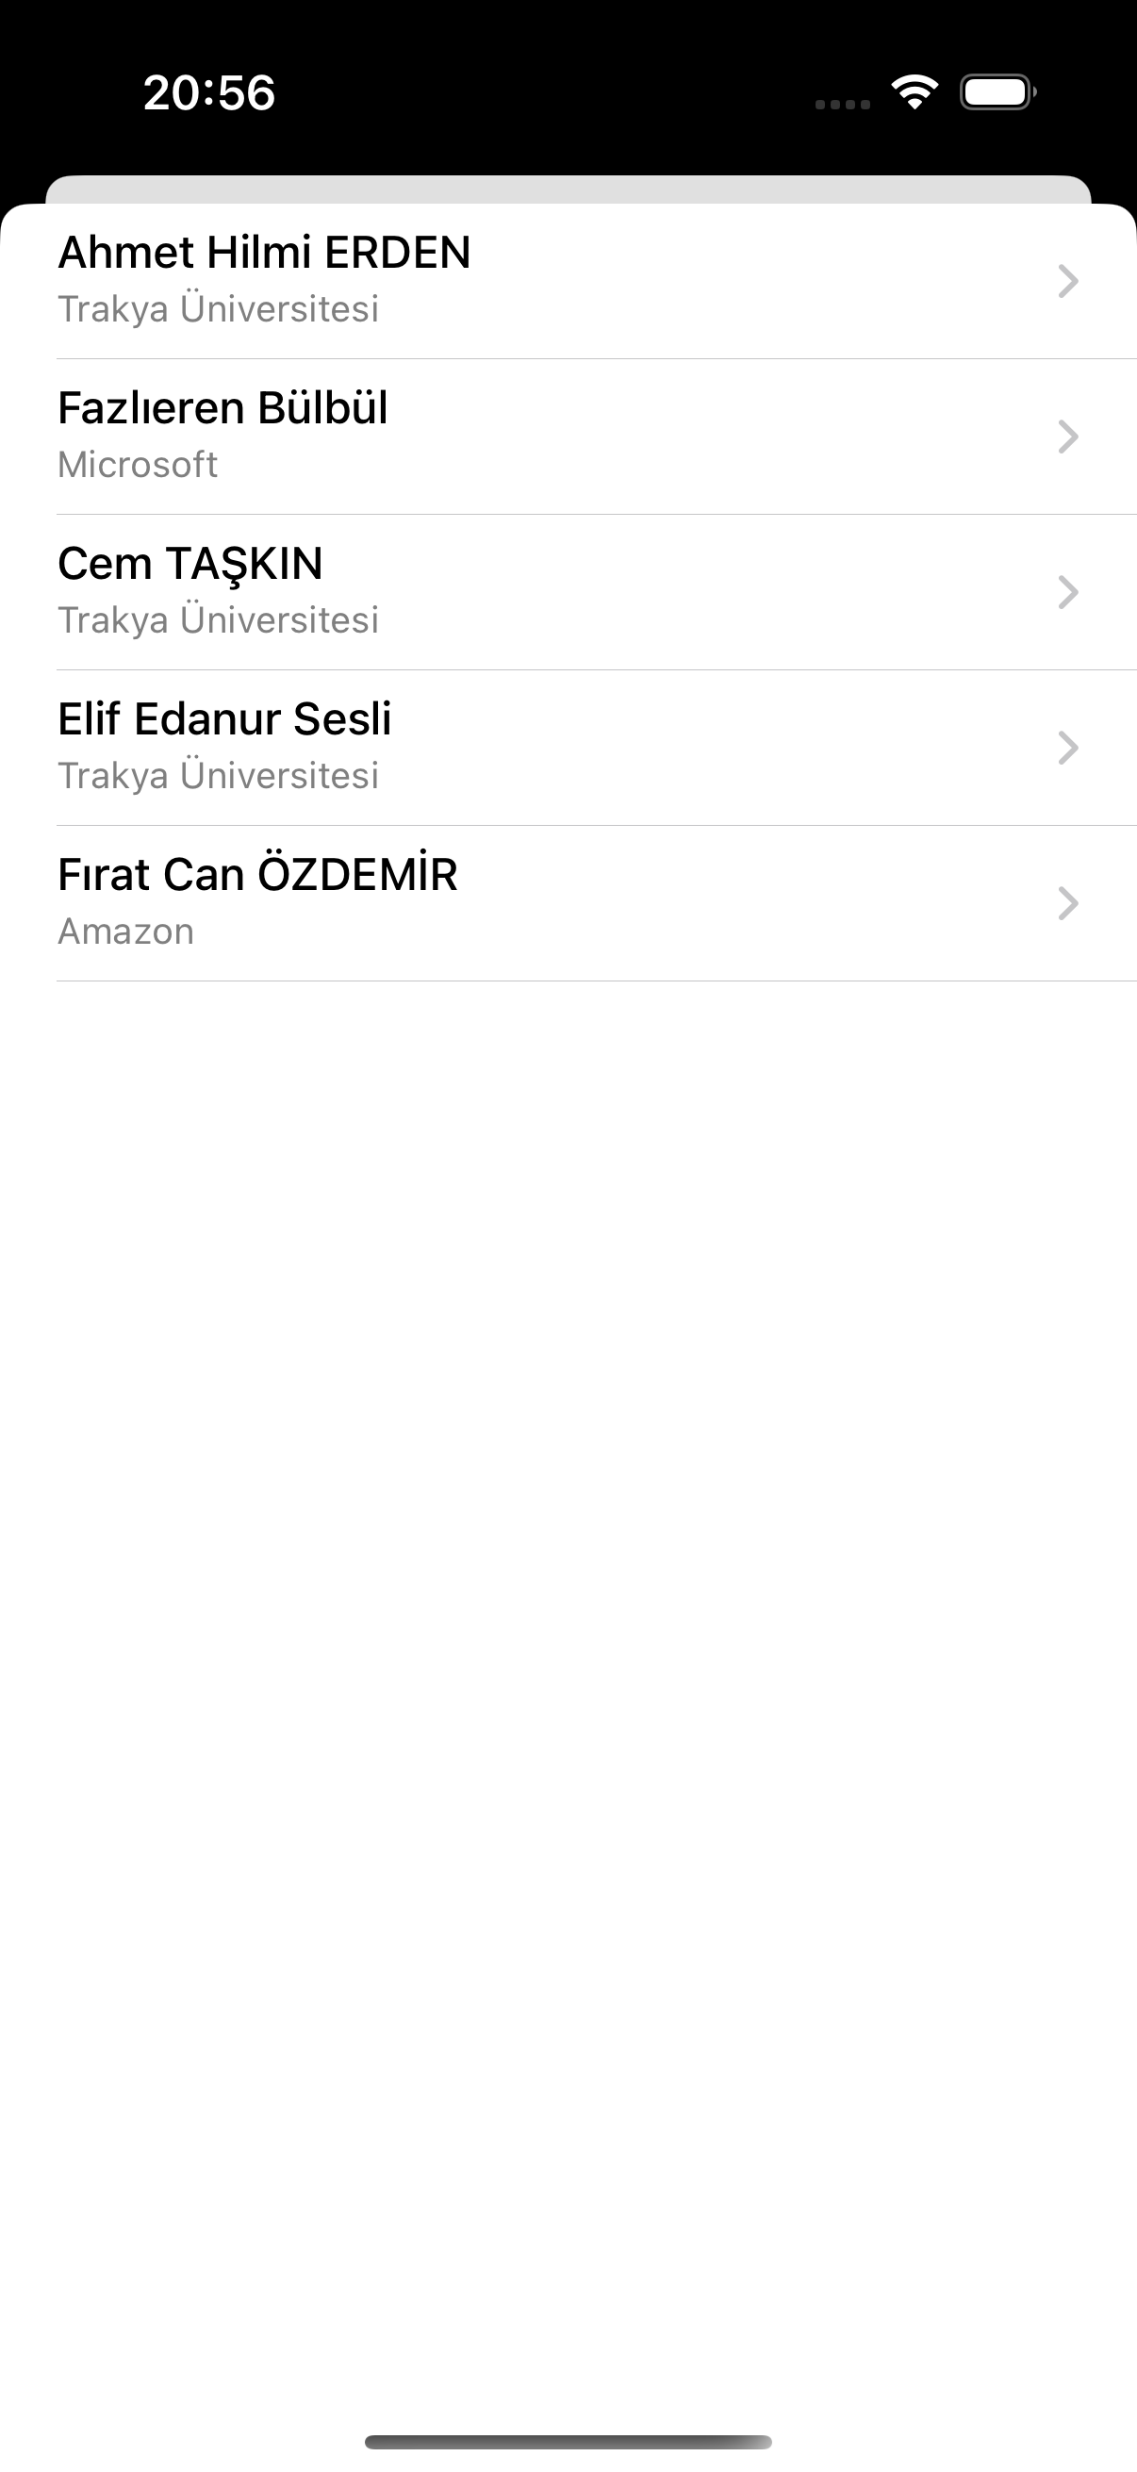 20:56
Ahmet Hilmi ERDEN
Trakya Üniversitesi
Fazlıeren Bülbül
Microsoft
Cem TAŞKIN
Trakya Üniversitesi
Elif Edanur Sesli
Trakya Üniversitesi
Fırat Can ÖZDEMİR
Amazon